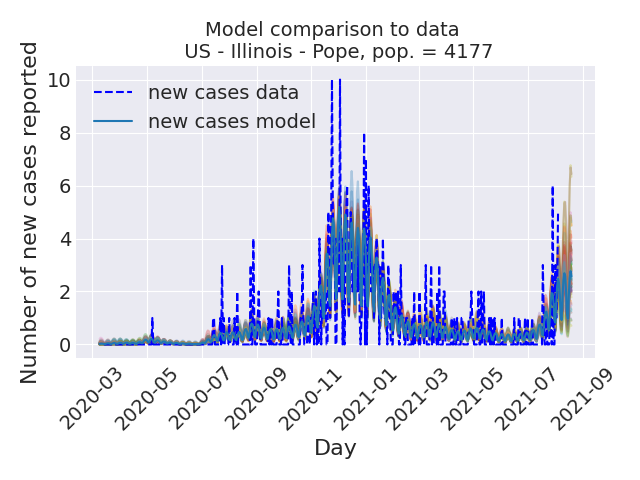 Model comparison to data
US - Illinois - Pope, pop. = 4177
Number of new cases reported
10
8
6
4
2
0
new cases data
new cases model
2020-03
2020-05
2020-07
2020-09
2020-11
2021-01
2021-03
2021-05
2021-07
2021-09
Day